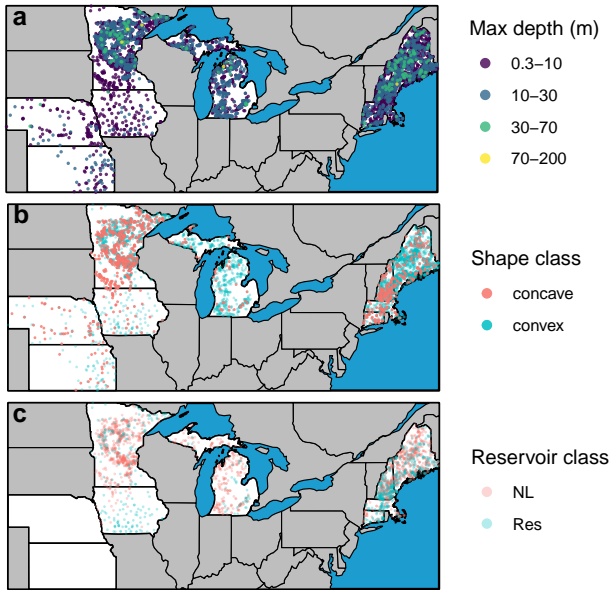 a
Max depth (m)
0.3−10
10−30
30−70
70−200
b
Shape class
concave
convex
c
Reservoir class
NL
Res